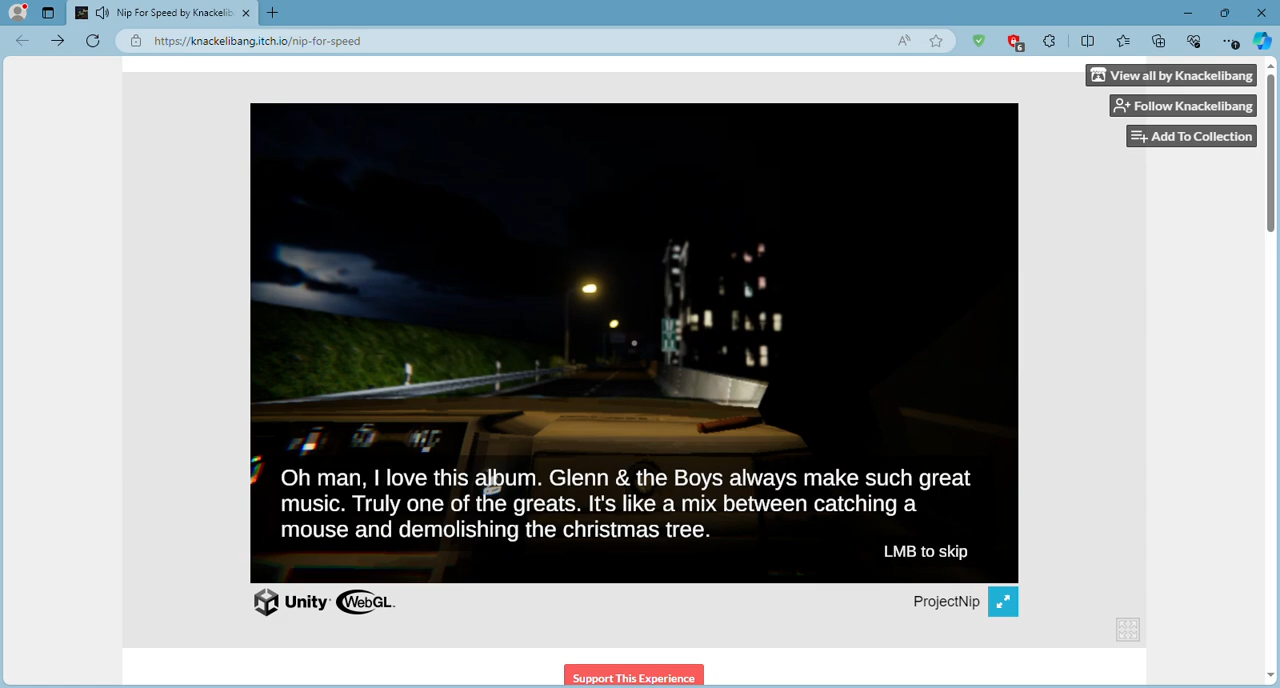 Nip For Speed by Knackeliba
https://knackelibang.itch.io/nip-for-speed
6
View all by Knackelibang
Follow Knackelibang
Add To Collection
Oh man, I love this album. Glenn & the Boys always make such great
music. Truly one of the greats. It's like a mix between catching a
mouse and demolishing the christmas tree.
LMB to skip
Unity
WebGL
ProjectNip
Support This Experience